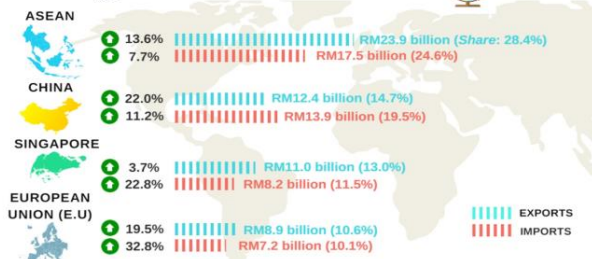 ASEAN
13.6% RM23.9 billion (Share: 28.4%)
7.7% RM17.5 billion (24.6%)
CHINA
22.0% RM12.4 billion (14.7%)
11.2% RM13.9 billion (19.5%)
SINGAPORE
3.7% RM11.0 billion (13.0%)
22.8% RM8.2 billion (11.5%)
EUROPEAN
UNION (E.U)
19.5% RM8.9 billion (10.6%)
32.8% RM7.2 billion (10.1%)
EXPORTS
IMPORTS